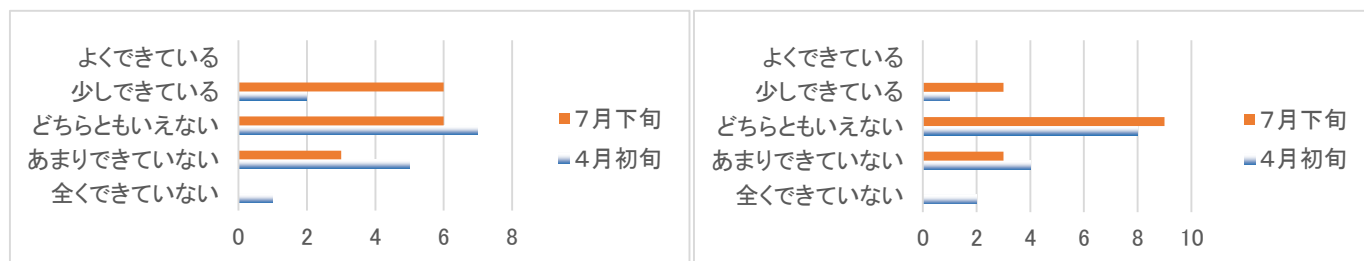 よくできている
少しできている
どちらともいえない
あまりできていない
全くできていない
0 2 4 6 8
7月下旬
4月初旬
よくできている
少しできている
どちらともいえない
あまりできていない
全くできていない
0 2 4 6 8 10
7月下旬
4月初旬